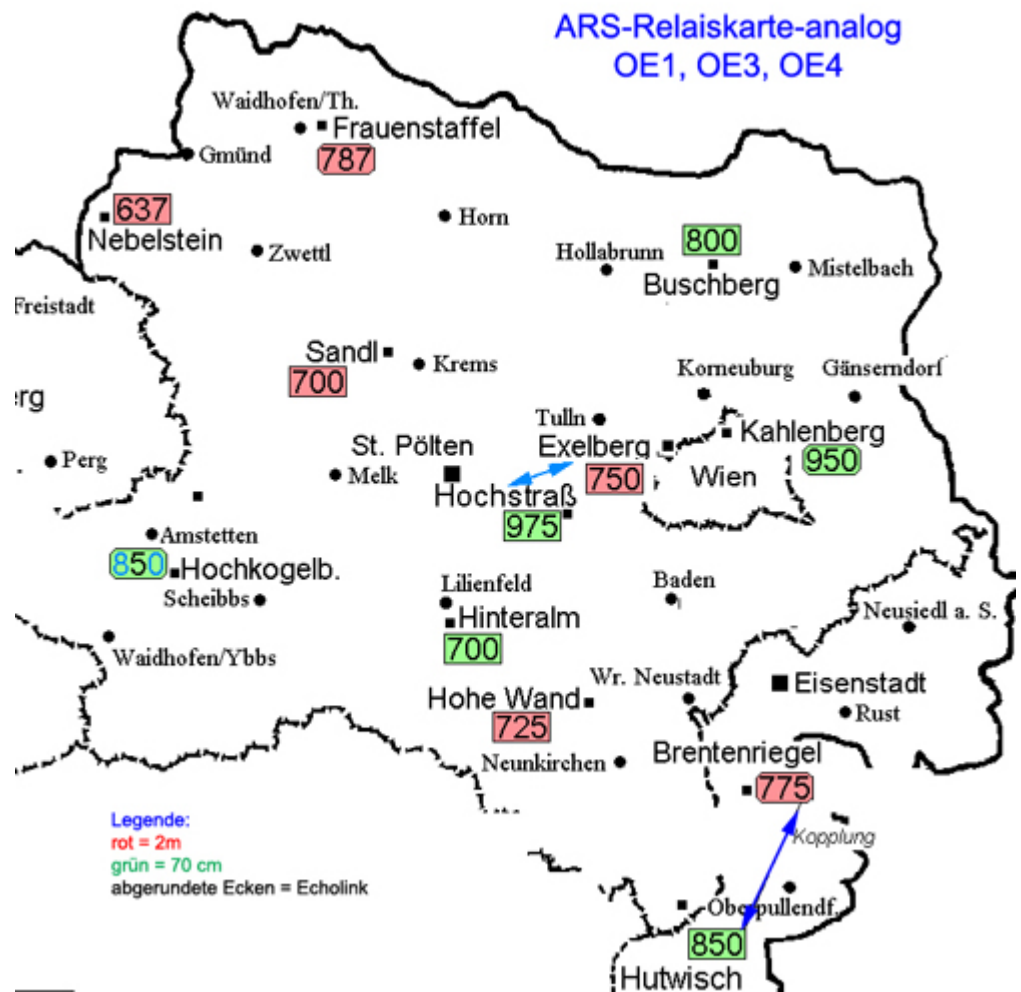 ARS-Relaiskarte-analog
OE1, OE3, OE4
Waidhofen/Th.
Frauenstaffel
787
Gmünd
637
Nebelstein
Horn
Zwettl
800
Hollabrunn
Buschberg
Mistelbach
Freistadt
Sandl
700
Krems
Korneuburg
Gänserndorf
erg
Tulln
Kahlenberg
950
St. Pölten
Exelberg
750
Wien
Perg
Melk
Hochstraß
975
Amstetten
850
Hochkogelb.
Scheibbs
Lilienfeld
Hinteralm
700
Baden
Neusiedl a. S.
Waidhofen/Ybbs
Wr. Neustadt
Eisenstadt
Hohe Wand
725
Rust
Neunkirchen
Brentenriegel
775
Kopplung
Legende:
rot = 2m
grün = 70 cm
abgerundete Ecken = Echolink
Oberpullendf.
850
Hutwisch